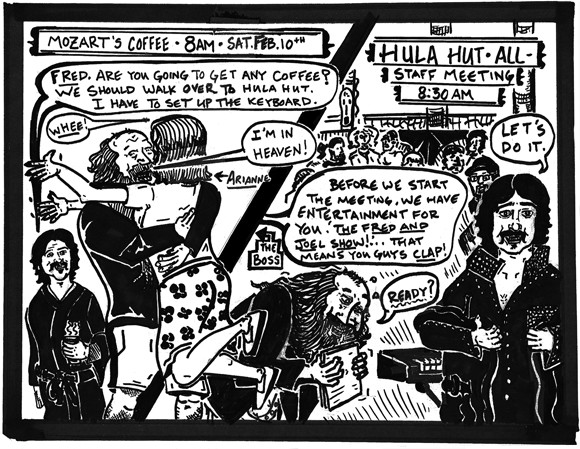 MOZART'S COFFEE • 8AM • SAT. FEB. 10TH
FRED. ARE YOU GOING TO GET ANY COFFEE?
WE SHOULD WALK OVER TO HULA HUT.
I HAVE TO SET UP THE KEYBOARD.
WHEE.
I'M IN
HEAVEN!
ARIANNE
HULA HUT • ALL-
STAFF MEETING
8:30 AM
LET'S
DO IT.
BEFORE WE START
THE MEETING, WE HAVE
ENTERTAINMENT FOR
YOU. THE FRED AND
JOEL SHOW!... THAT
MEANS YOU GUYS CLAP!
THE
BOSS
READY?